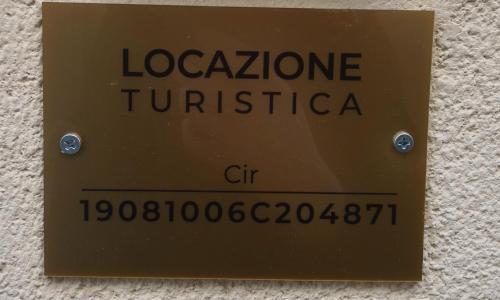 LOCAZIONE
TURISTICA
Cir
19081006C204871